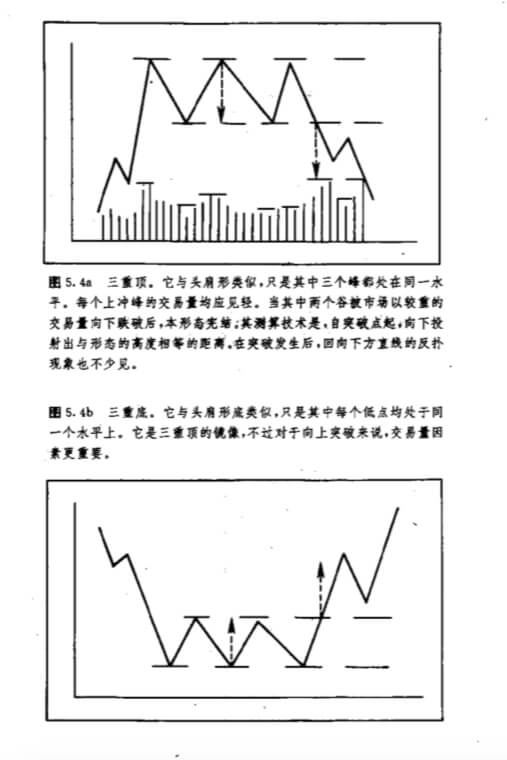 图5.4a 三重顶。它与头肩形类似,只是其中三个峰都处在同一水
平。每个上冲峰的交易量均应见轻。当其中两个谷被市场以较重的
交易量向下跌破后,本形态完结;其测算技术是,自突破点起,向下投
射出与形态的高度相等的距离。在突破发生后,回向下方直线的反扑
现象也不少见。
图5.4b 三重底。它与头肩形底类似,只是其中每个低点均处于同
一个水平上。它是三重顶的镜像,不过对于向上突破来说,交易量因
素更重要。